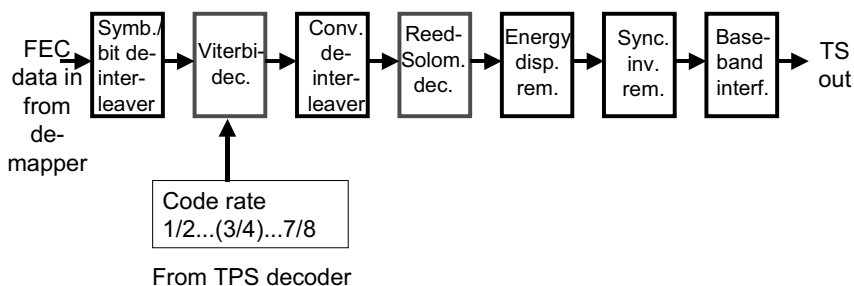 FEC
data in
from
de-
mapper
Symb./
bit de-
inter-
leaver
Viterbi-
dec.
Conv.
de-
inter-
leaver
Reed-
Solom.
dec.
Energy
disp.
rem.
Sync.
inv.
rem.
Base-
band
interf.
TS
out
Code rate
1/2...(3/4)...7/8
From TPS decoder